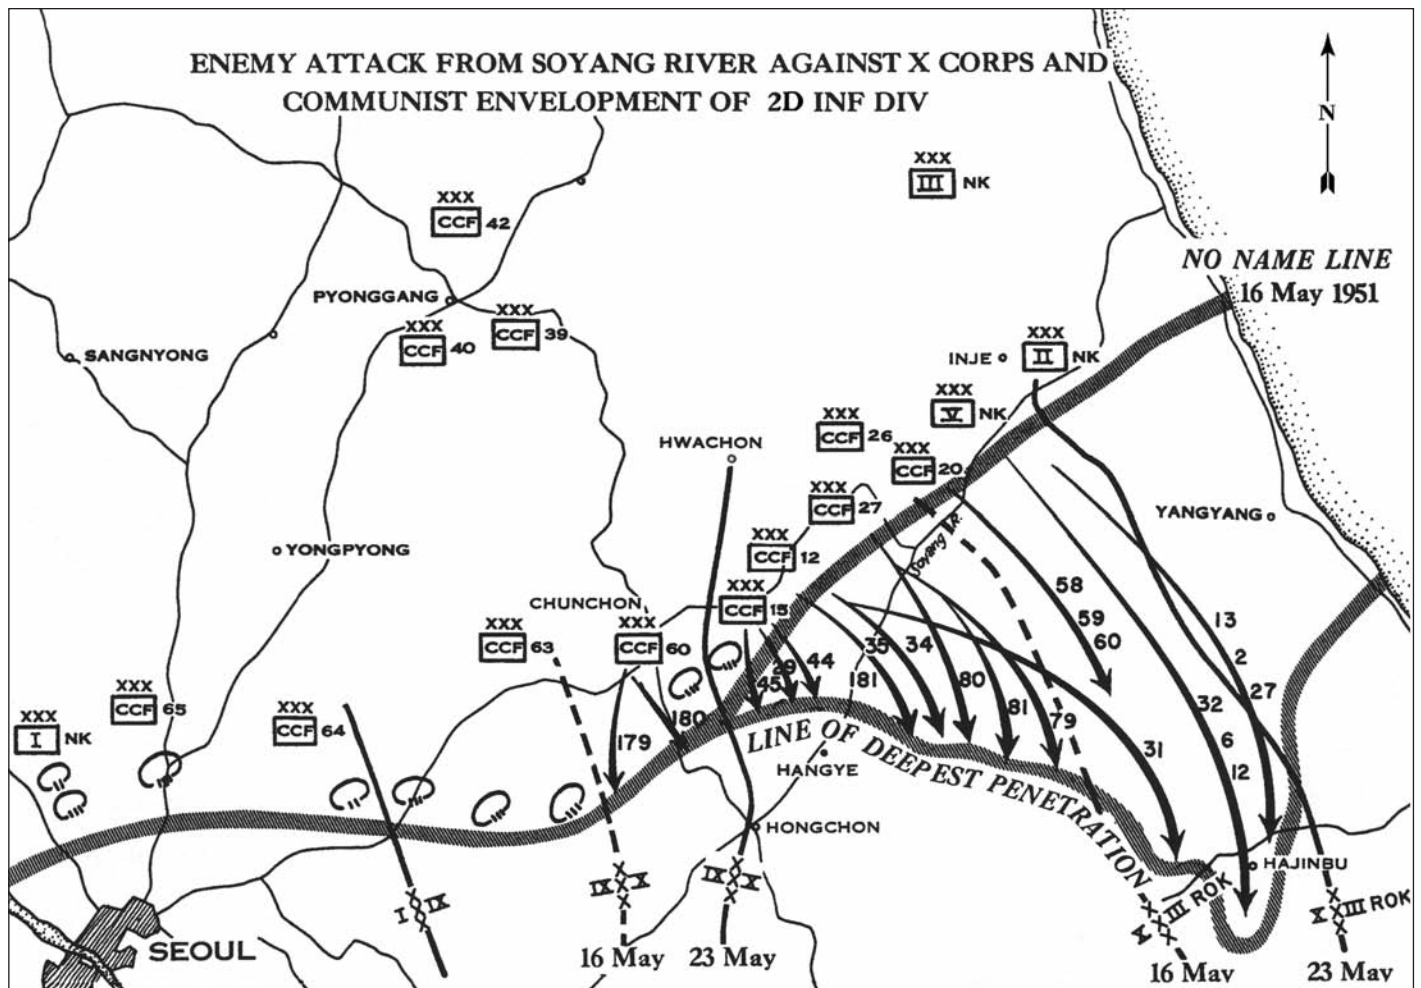 ENEMY ATTACK FROM SOYANG RIVER AGAINST X CORPS AND
COMMUNIST ENVELOPMENT OF 2D INF DIV
N
XXX
III NK
XXX
CCF 42
NO NAME LINE
16 May 1951
PYONGGANG
XXX
CCF 39
XXX
CCF 40
SANGNYONG
XXX
II NK
INJE
XXX
V NK
XXX
CCF 26
HWACHON
XXX
CCF 20
XXX
CCF 27
YANGYANG
Soyang R.
YONGPYONG
XXX
CCF 12
58
59
60
CHUNCHON
XXX
CCF 15
13
2
27
XXX
CCF 63
XXX
CCF 60
35
34
29
44
45
181
80
81
79
32
6
12
31
180
179
XXX
CCF 65
XXX
CCF 64
XXX
I NK
LINE OF DEEPEST PENETRATION
HANGYE
HONGCHON
HAJINBU
I XXX IX
IX XXX X
IX XXX X
X XXX III ROK
X XXX III ROK
SEOUL
16 May
23 May
16 May
23 May